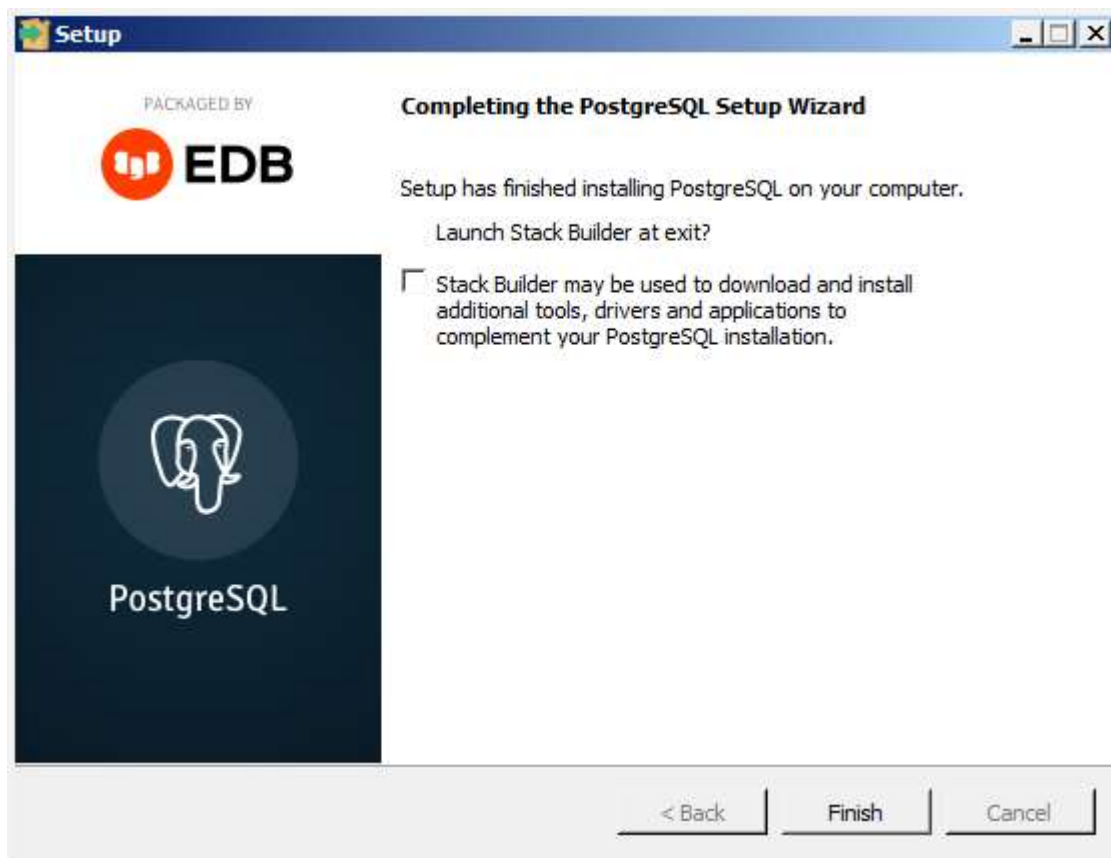 Setup
PACKAGED BY
EDB
PostgreSQL
Completing the PostgreSQL Setup Wizard
Setup has finished installing PostgreSQL on your computer.
Launch Stack Builder at exit?
Stack Builder may be used to download and install
additional tools, drivers and applications to
complement your PostgreSQL installation.
< Back
Finish
Cancel